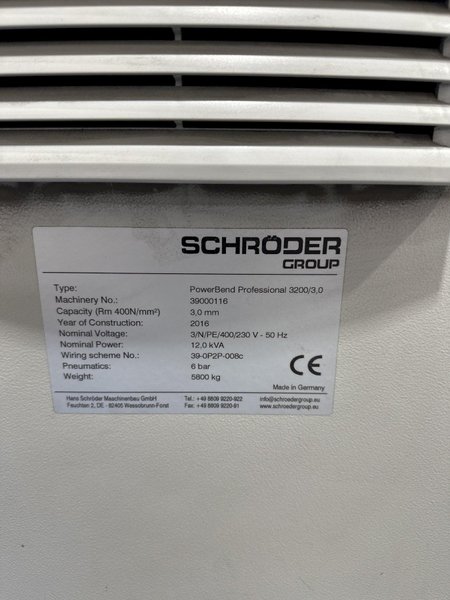 SCHRÖDER
GROUP
Type: PowerBend Professional 3200/3,0
Machinery No.: 39000116
Capacity (Rm 400N/mm²) 3,0 mm
Year of Construction: 2016
Nominal Voltage: 3/N/PE/400/230 V - 50 Hz
Nominal Power: 12,0 kVA
Wiring scheme No.: 39-0P2P-008c
Pneumatics: 6 bar
Weight: 5800 kg
CE
Made in Germany
Hans Schröder Maschinenbau GmbH Tel.: +49 8809 9220-922 info@schroedergroup.eu
Feuchten 2, DE - 82405 Wessobrunn-Forst Fax: +49 8809 9220-91 www.schroedergroup.eu